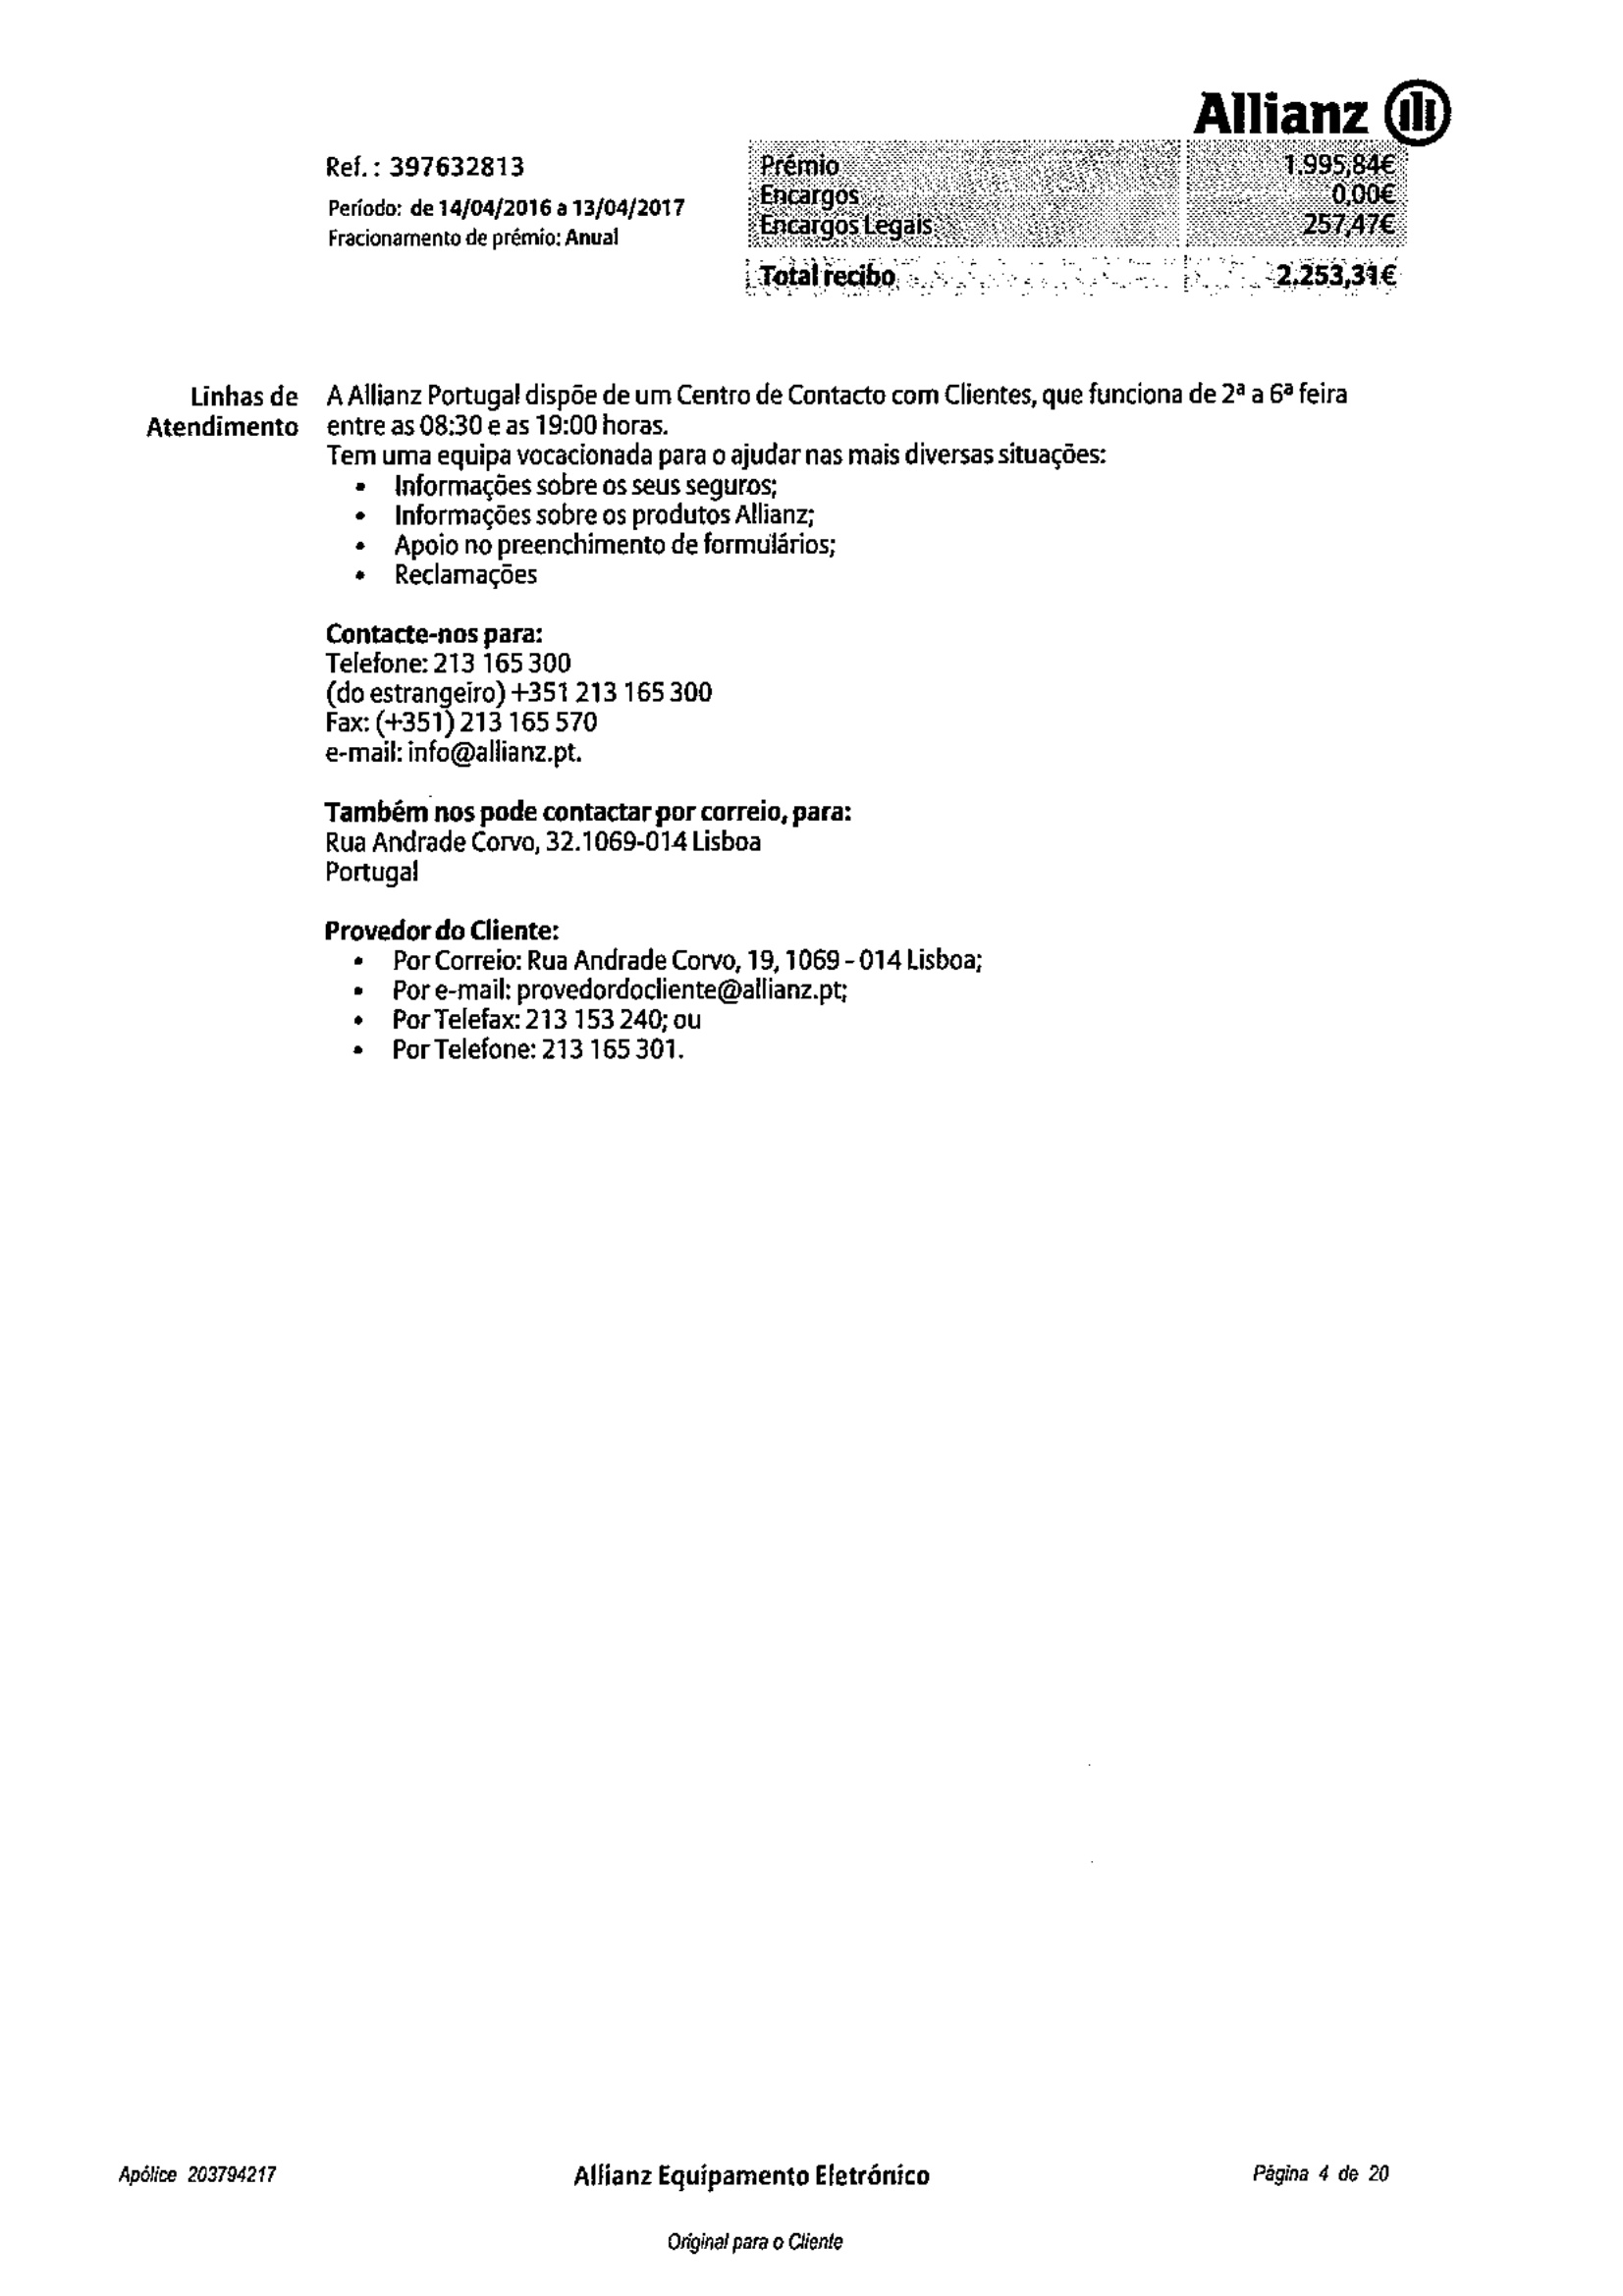 Allianz
Ref. : 397632813
Período: de 14/04/2016 a 13/04/2017
Fracionamento de prémio: Anual
Prémio 1.995,84€
Encargos 0,00€
Encargos Legais 257,47€
Total recibo 2.253,31€
Linhas de Atendimento
A Allianz Portugal dispõe de um Centro de Contacto com Clientes, que funciona de 2ª a 6ª feira
entre as 08:30 e as 19:00 horas.
Tem uma equipa vocacionada para o ajudar nas mais diversas situações:
• Informações sobre os seus seguros;
• Informações sobre os produtos Allianz;
• Apoio no preenchimento de formulários;
• Reclamações
Contacte-nos para:
Telefone: 213 165 300
(do estrangeiro) +351 213 165 300
Fax: (+351) 213 165 570
e-mail: info@allianz.pt.
Também nos pode contactar por correio, para:
Rua Andrade Corvo, 32.1069-014 Lisboa
Portugal
Provedor do Cliente:
• Por Correio: Rua Andrade Corvo, 19, 1069 - 014 Lisboa;
• Por e-mail: provedordocliente@allianz.pt;
• Por Telefax: 213 153 240; ou
• Por Telefone: 213 165 301.
Apólice 203794217
Allianz Equipamento Eletrónico
Página 4 de 20
Original para o Cliente